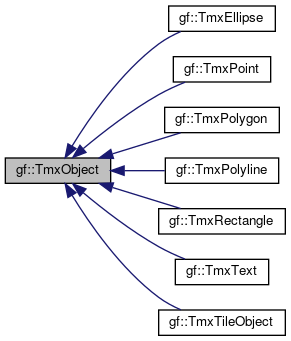 gf::TmxEllipse
gf::TmxPoint
gf::TmxPolygon
gf::TmxObject
gf::TmxPolyline
gf::TmxRectangle
gf::TmxText
gf::TmxTileObject